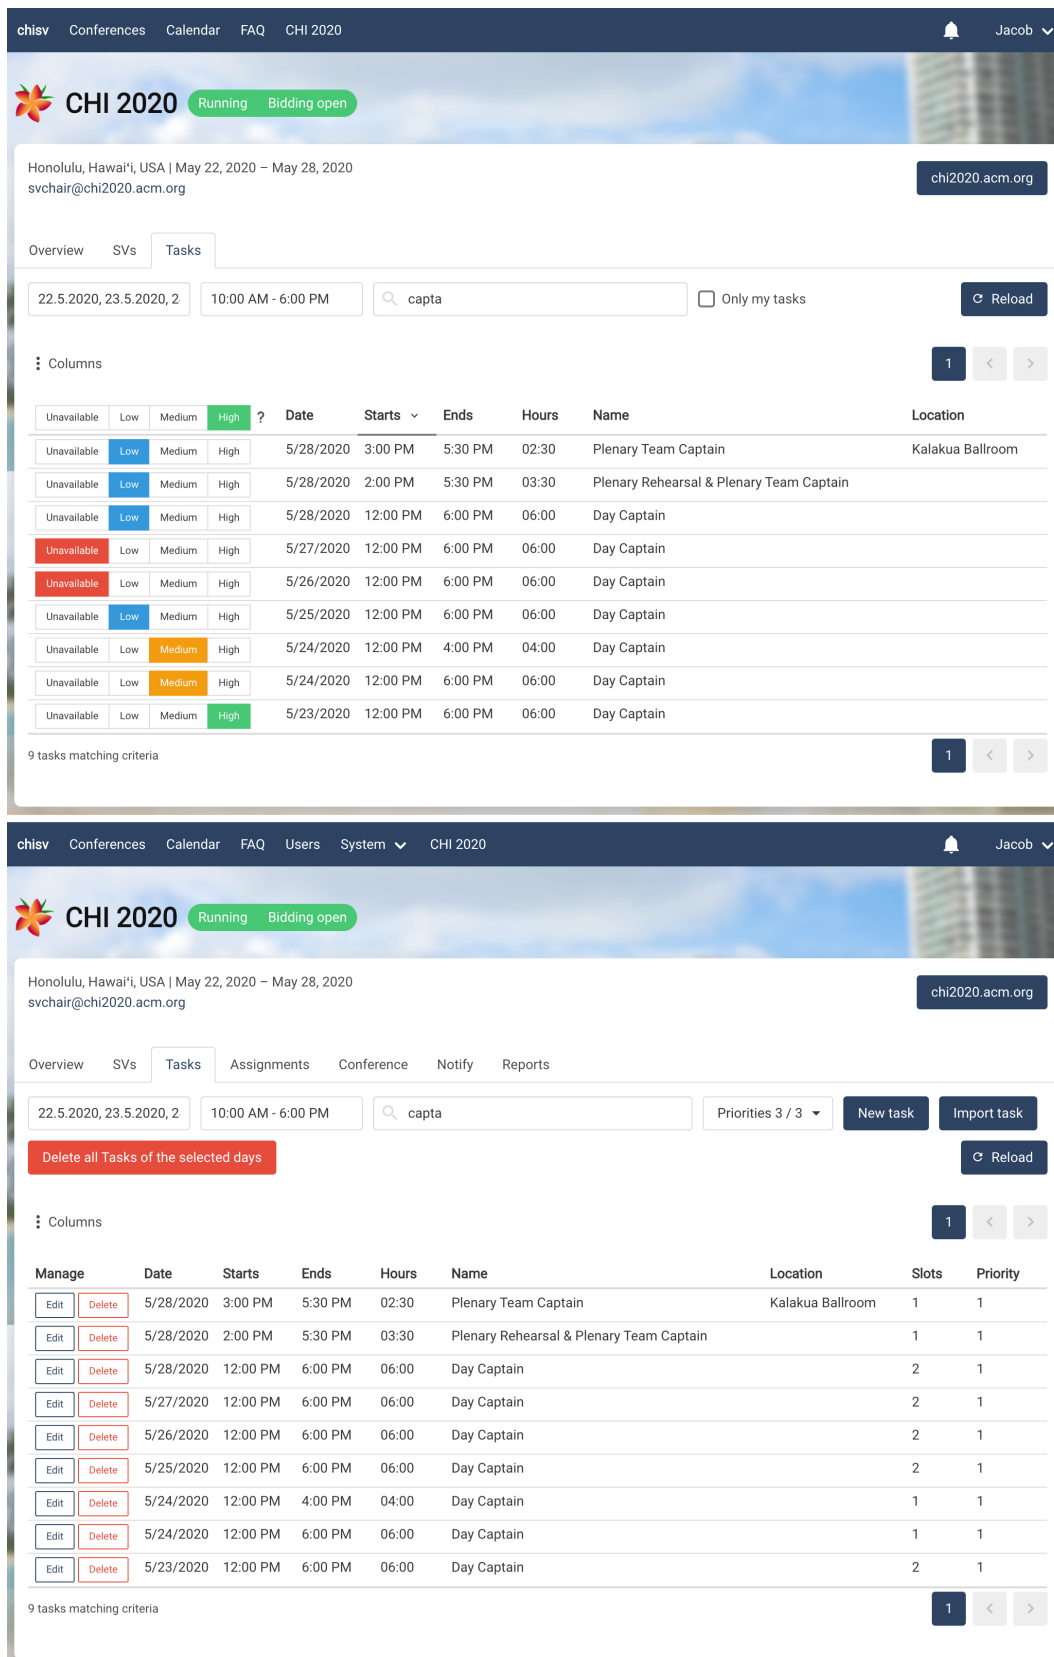 chisv Conferences Calendar FAQ CHI 2020 Jacob
CHI 2020 Running Bidding open
Honolulu, Hawaiʻi, USA | May 22, 2020 – May 28, 2020
svchair@chi2020.acm.org
chi2020.acm.org
Overview SVs Tasks
22.5.2020, 23.5.2020, 2 10:00 AM - 6:00 PM capta Only my tasks Reload
Columns 1
Unavailable Low Medium High ? Date Starts Ends Hours Name Location
Unavailable Low Medium High 5/28/2020 3:00 PM 5:30 PM 02:30 Plenary Team Captain Kalakua Ballroom
Unavailable Low Medium High 5/28/2020 2:00 PM 5:30 PM 03:30 Plenary Rehearsal & Plenary Team Captain
Unavailable Low Medium High 5/28/2020 12:00 PM 6:00 PM 06:00 Day Captain
Unavailable Low Medium High 5/27/2020 12:00 PM 6:00 PM 06:00 Day Captain
Unavailable Low Medium High 5/26/2020 12:00 PM 6:00 PM 06:00 Day Captain
Unavailable Low Medium High 5/25/2020 12:00 PM 6:00 PM 06:00 Day Captain
Unavailable Low Medium High 5/24/2020 12:00 PM 4:00 PM 04:00 Day Captain
Unavailable Low Medium High 5/24/2020 12:00 PM 6:00 PM 06:00 Day Captain
Unavailable Low Medium High 5/23/2020 12:00 PM 6:00 PM 06:00 Day Captain
9 tasks matching criteria 1
chisv Conferences Calendar FAQ Users System CHI 2020 Jacob
CHI 2020 Running Bidding open
Honolulu, Hawaiʻi, USA | May 22, 2020 – May 28, 2020
svchair@chi2020.acm.org
chi2020.acm.org
Overview SVs Tasks Assignments Conference Notify Reports
22.5.2020, 23.5.2020, 2 10:00 AM - 6:00 PM capta Priorities 3 / 3 New task Import task
Delete all Tasks of the selected days Reload
Columns 1
Manage Date Starts Ends Hours Name Location Slots Priority
Edit Delete 5/28/2020 3:00 PM 5:30 PM 02:30 Plenary Team Captain Kalakua Ballroom 1 1
Edit Delete 5/28/2020 2:00 PM 5:30 PM 03:30 Plenary Rehearsal & Plenary Team Captain 1 1
Edit Delete 5/28/2020 12:00 PM 6:00 PM 06:00 Day Captain 2 1
Edit Delete 5/27/2020 12:00 PM 6:00 PM 06:00 Day Captain 2 1
Edit Delete 5/26/2020 12:00 PM 6:00 PM 06:00 Day Captain 2 1
Edit Delete 5/25/2020 12:00 PM 6:00 PM 06:00 Day Captain 2 1
Edit Delete 5/24/2020 12:00 PM 4:00 PM 04:00 Day Captain 1 1
Edit Delete 5/24/2020 12:00 PM 6:00 PM 06:00 Day Captain 1 1
Edit Delete 5/23/2020 12:00 PM 6:00 PM 06:00 Day Captain 2 1
9 tasks matching criteria 1